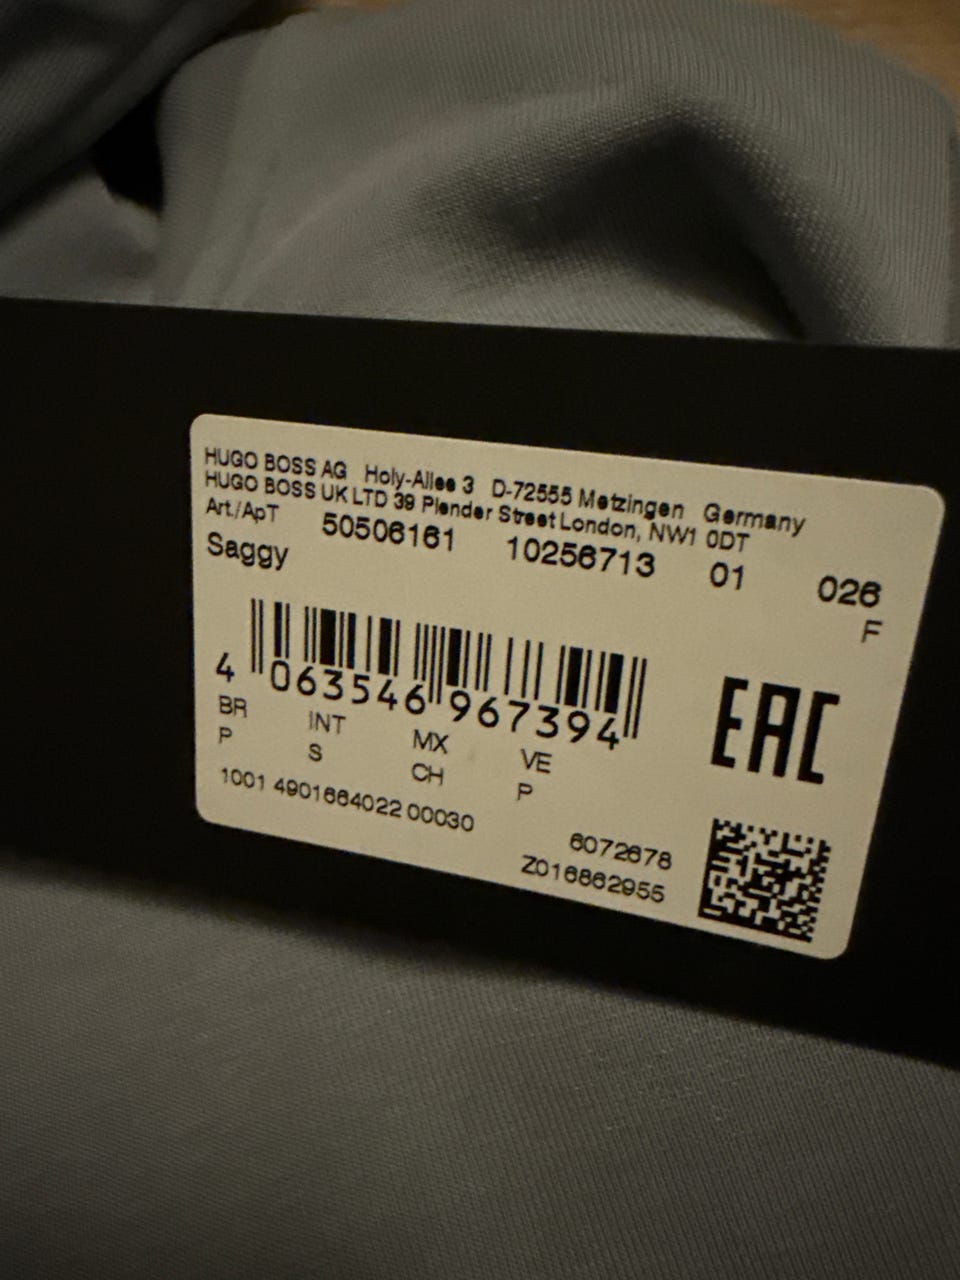 HUGO BOSS AG Holy-Allee 3 D-72555 Metzingen Germany
HUGO BOSS UK LTD 39 Plender Street London, NW1 0DT
Art./АрТ 50506161 10256713 01 026
Saggy F
4 063546 967394
EAC
BR INT MX VE
P S CH P
1001 4901664022 00030
6072678
Z016862955